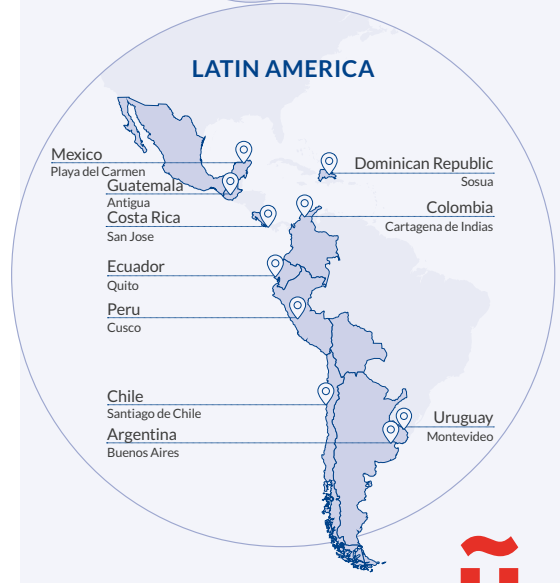 LATIN AMERICA
Mexico
Playa del Carmen
Guatemala
Antigua
Costa Rica
San Jose
Ecuador
Quito
Peru
Cusco
Chile
Santiago de Chile
Argentina
Buenos Aires
Dominican Republic
Sosua
Colombia
Cartagena de Indias
Uruguay
Montevideo
ñ